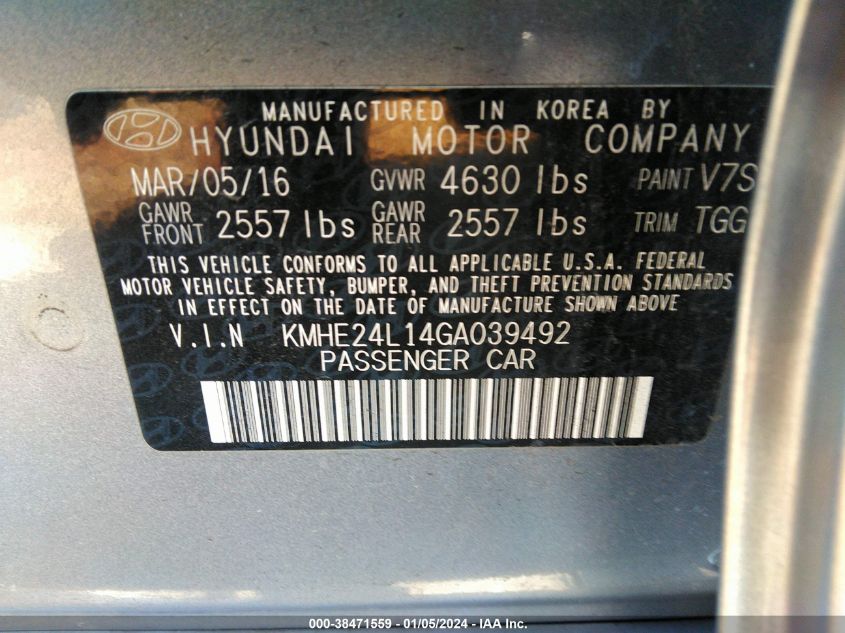 MANUFACTURED IN KOREA BY
HYUNDAI MOTOR COMPANY
MAR/05/16 GVWR 4630 lbs PAINT V7S
GAWR FRONT 2557 lbs GAWR REAR 2557 lbs TRIM TGG
THIS VEHICLE CONFORMS TO ALL APPLICABLE U.S.A. FEDERAL
MOTOR VEHICLE SAFETY, BUMPER, AND THEFT PREVENTION STANDARDS
IN EFFECT ON THE DATE OF MANUFACTURE SHOWN ABOVE
V.I.N KMHE24L14GA039492
PASSENGER CAR
000-38471559 - 01/05/2024 - IAA Inc.